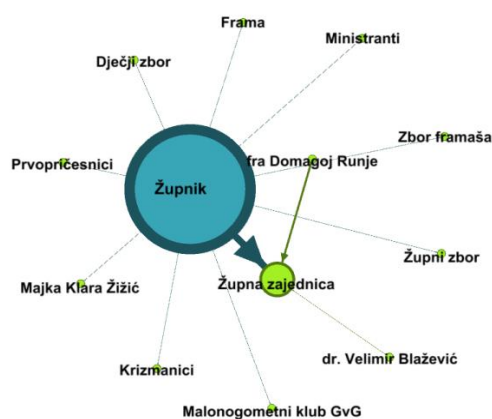 Frama
Ministranti
Dječji zbor
Zbor framaša
Prvopričesnici
fra Domagoj Runje
Župnik
Župni zbor
Majka Klara Žižić
Župna zajednica
dr. Velimir Blažević
Krizmanici
Malonogometni klub GvG